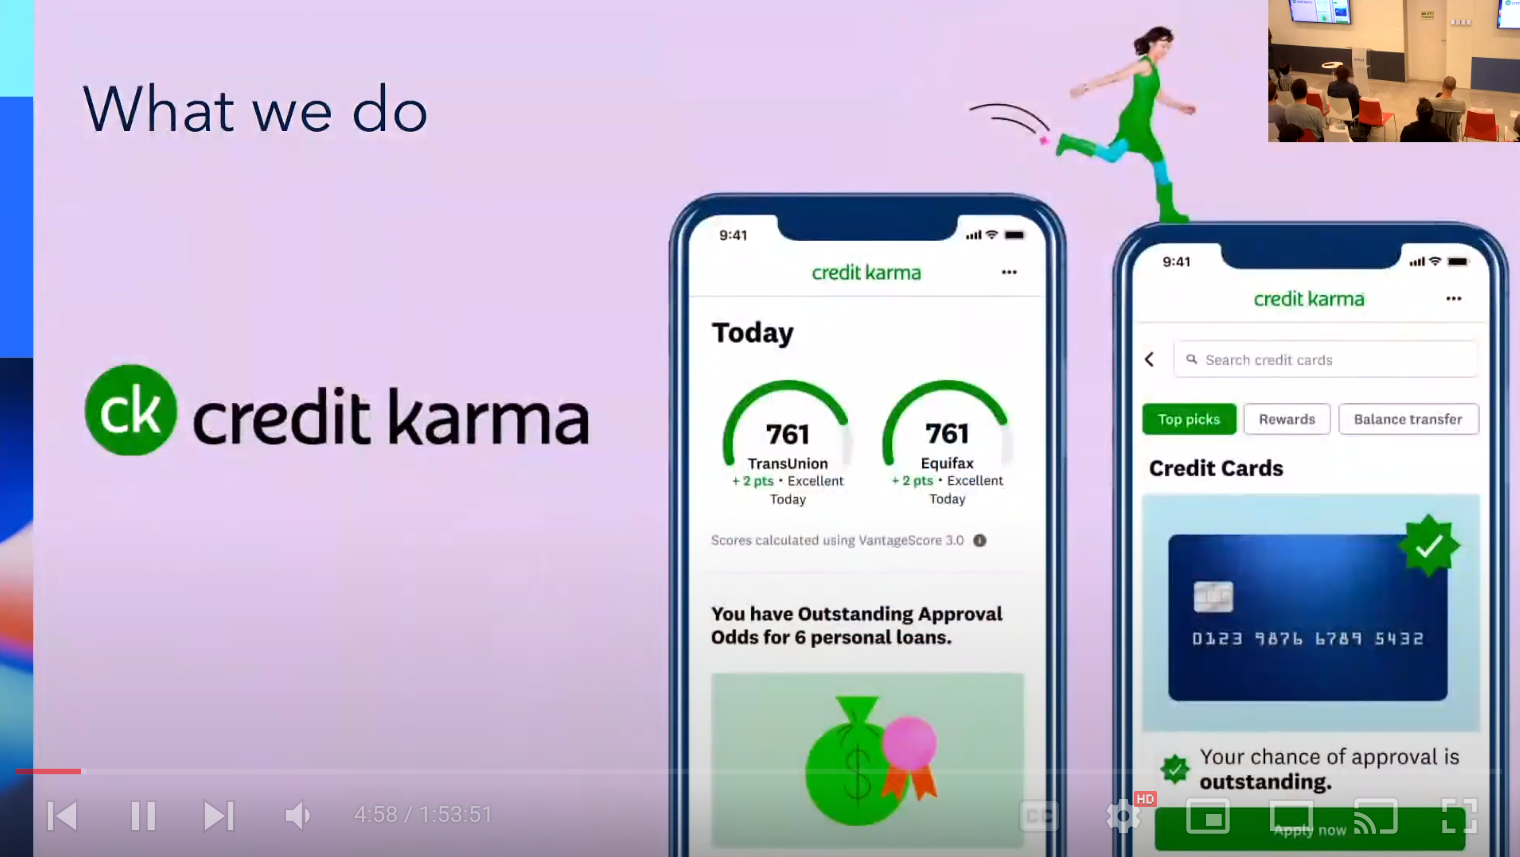 What we do
ck credit karma
9:41
credit karma
Today
761
TransUnion
+ 2 pts • Excellent
Today
761
Equifax
+ 2 pts • Excellent
Today
Scores calculated using VantageScore 3.0
You have Outstanding Approval
Odds for 6 personal loans.
$
9:41
credit karma
Search credit cards
Top picks
Rewards
Balance transfer
Credit Cards
0123 9876 6789 5432
Your chance of approval is
outstanding.
Apply now
4:58 / 1:53:51
CC
HD